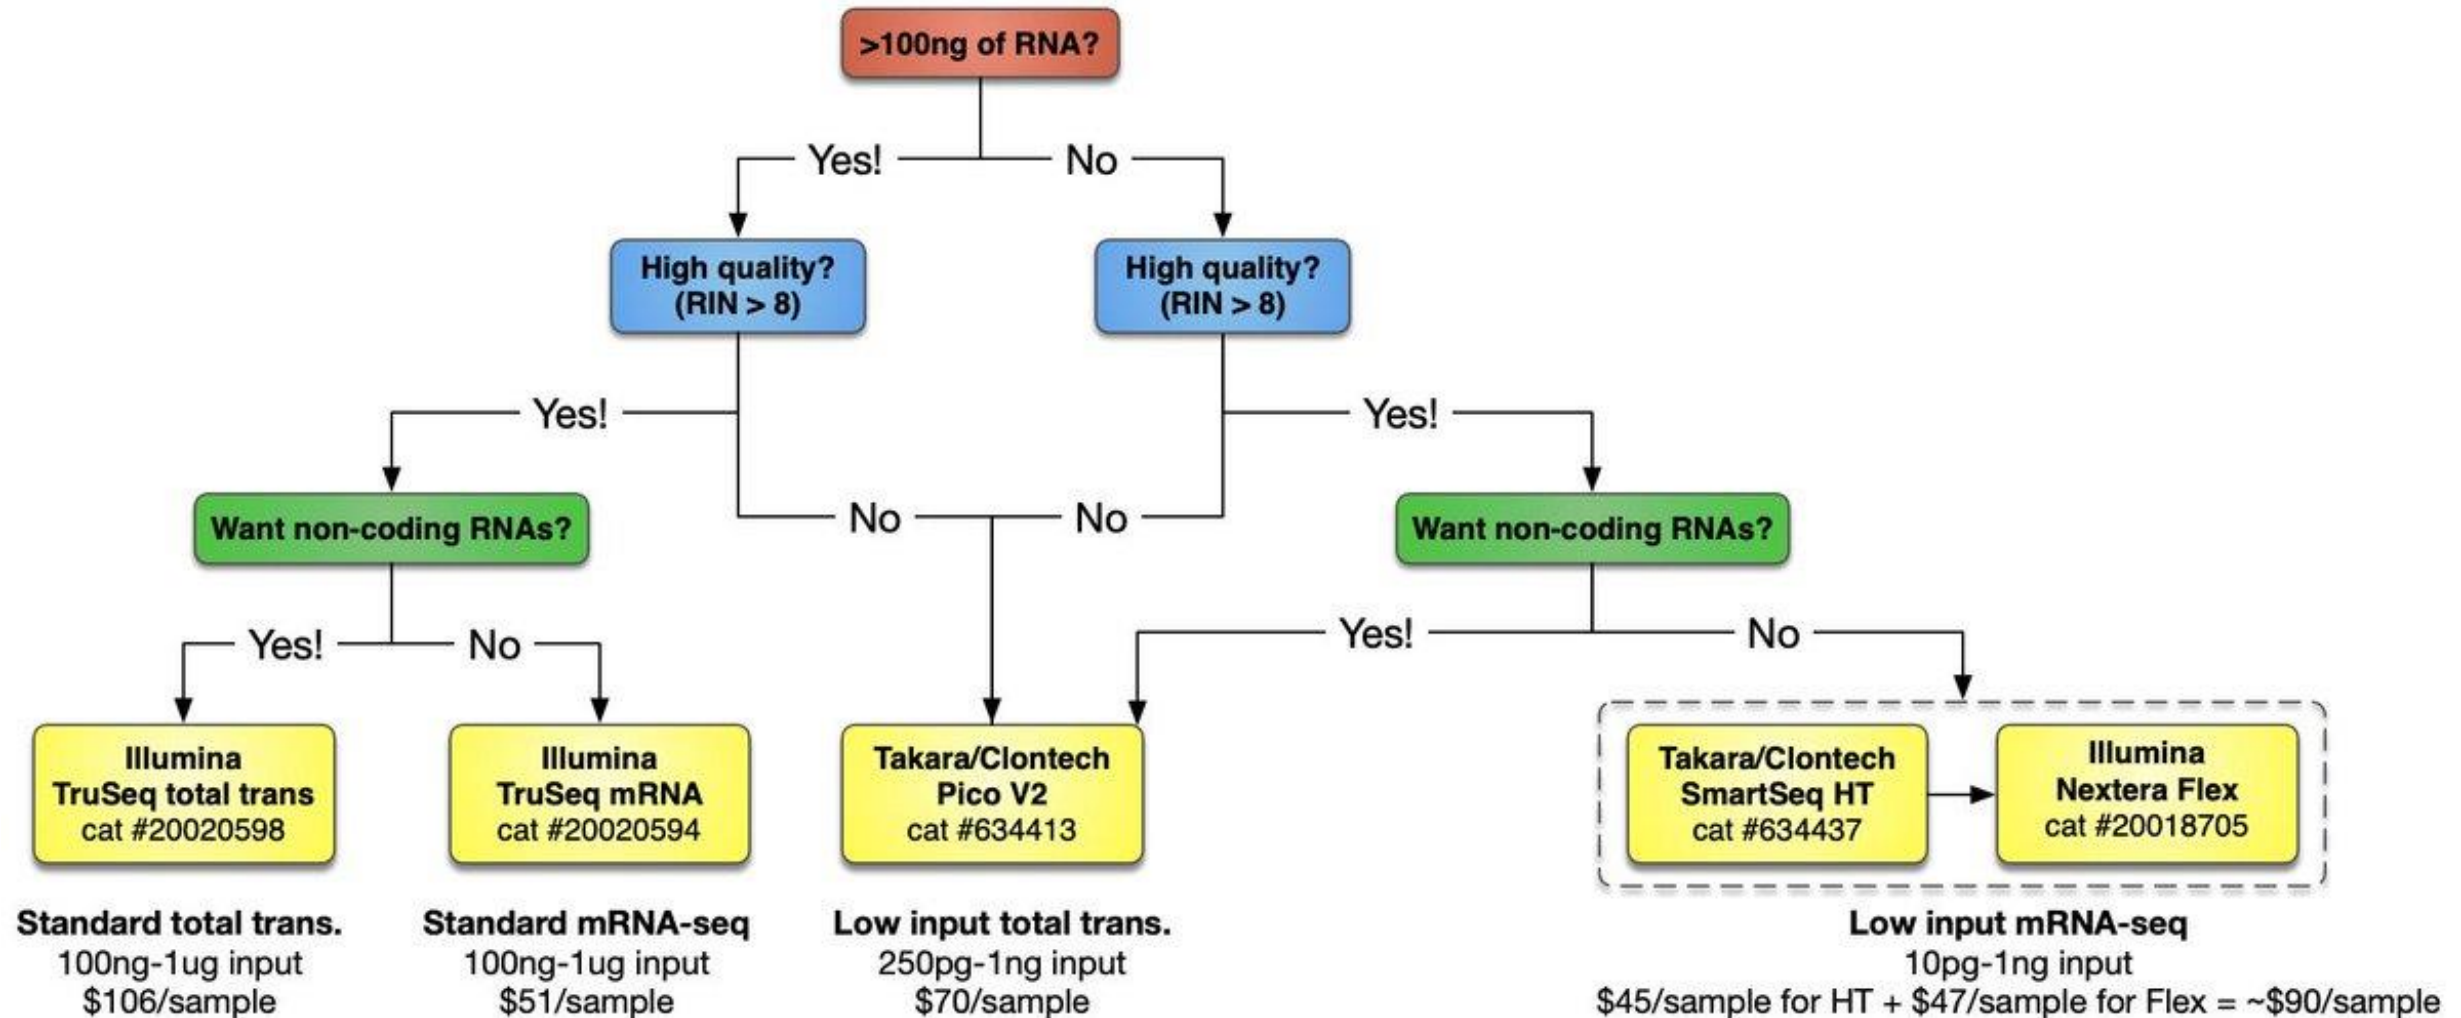 >100ng of RNA?
Yes!
No
High quality?
(RIN > 8)
High quality?
(RIN > 8)
Yes!
Yes!
No
No
Want non-coding RNAs?
Want non-coding RNAs?
Yes!
No
Yes!
No
Illumina
TruSeq total trans
cat #20020598
Illumina
TruSeq mRNA
cat #20020594
Takara/Clontech
Pico V2
cat #634413
Takara/Clontech
SmartSeq HT
cat #634437
Illumina
Nextera Flex
cat #20018705
Standard total trans.
100ng-1ug input
$106/sample
Standard mRNA-seq
100ng-1ug input
$51/sample
Low input total trans.
250pg-1ng input
$70/sample
Low input mRNA-seq
10pg-1ng input
$45/sample for HT + $47/sample for Flex = ~$90/sample